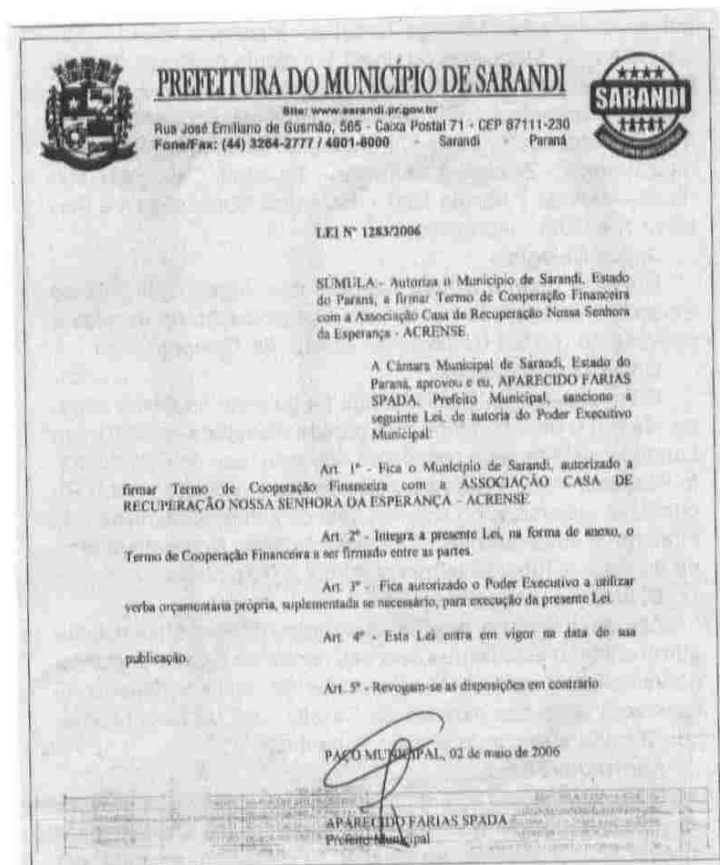 PREFEITURA DO MUNICÍPIO DE SARANDI
Site: www.sarandi.pr.gov.br
Rua José Emiliano de Gusmão, 565 - Caixa Postal 71 - CEP 87111-230
Fone/Fax: (44) 3264-2777 / 4001-8000 - Sarandi - Paraná
SARANDI
LEI Nº 1283/2006
SÚMULA:- Autoriza o Município de Sarandi, Estado
do Paraná, a firmar Termo de Cooperação Financeira
com a Associação Casa de Recuperação Nossa Senhora
da Esperança - ACRENSE.
A Câmara Municipal de Sarandi, Estado do
Paraná, aprovou e eu, APARECIDO FARIAS
SPADA, Prefeito Municipal, sanciono a
seguinte Lei, de autoria do Poder Executivo
Municipal:
Art. 1º - Fica o Município de Sarandi, autorizado a
firmar Termo de Cooperação Financeira com a ASSOCIAÇÃO CASA DE
RECUPERAÇÃO NOSSA SENHORA DA ESPERANÇA - ACRENSE.
Art. 2º - Integra a presente Lei, na forma de anexo, o
Termo de Cooperação Financeira a ser firmado entre as partes.
Art. 3º - Fica autorizado o Poder Executivo a utilizar
verba orçamentária própria, suplementada se necessário, para execução da presente Lei.
Art. 4º - Esta Lei entra em vigor na data de sua
publicação.
Art. 5º - Revogam-se as disposições em contrário.
PAÇO MUNICIPAL, 02 de maio de 2006
APARECIDO FARIAS SPADA
Prefeito Municipal